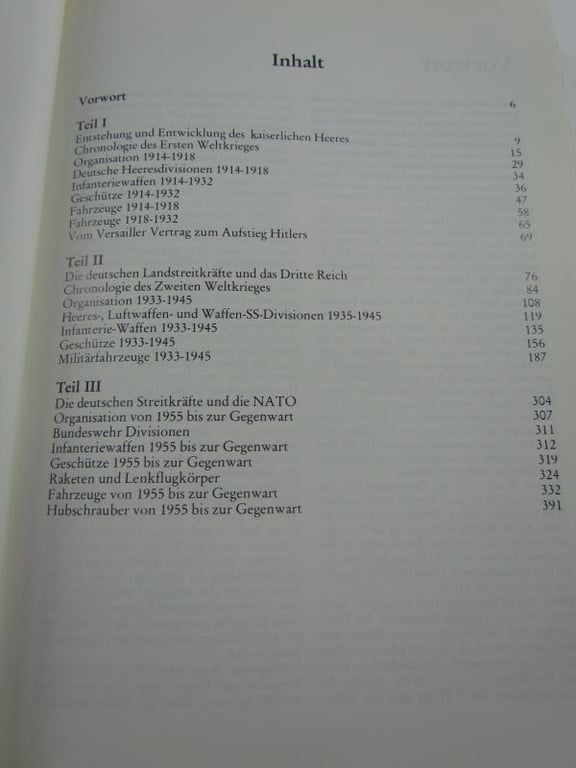 Inhalt
Vorwort 6
Teil I
Entstehung und Entwicklung des kaiserlichen Heeres 9
Chronologie des Ersten Weltkrieges 15
Organisation 1914-1918 29
Deutsche Heeresdivisionen 1914-1918 34
Infanteriewaffen 1914-1932 36
Geschütze 1914-1932 47
Fahrzeuge 1914-1918 58
Fahrzeuge 1918-1932 65
Vom Versailler Vertrag zum Aufstieg Hitlers 69
Teil II
Die deutschen Landstreitkräfte und das Dritte Reich 76
Chronologie des Zweiten Weltkrieges 84
Organisation 1933-1945 108
Heeres-, Luftwaffen- und Waffen-SS-Divisionen 1935-1945 119
Infanterie-Waffen 1933-1945 135
Geschütze 1933-1945 156
Militärfahrzeuge 1933-1945 187
Teil III
Die deutschen Streitkräfte und die NATO 304
Organisation von 1955 bis zur Gegenwart 307
Bundeswehr Divisionen 311
Infanteriewaffen 1955 bis zur Gegenwart 312
Geschütze 1955 bis zur Gegenwart 319
Raketen und Lenkflugkörper 324
Fahrzeuge von 1955 bis zur Gegenwart 332
Hubschrauber von 1955 bis zur Gegenwart 391